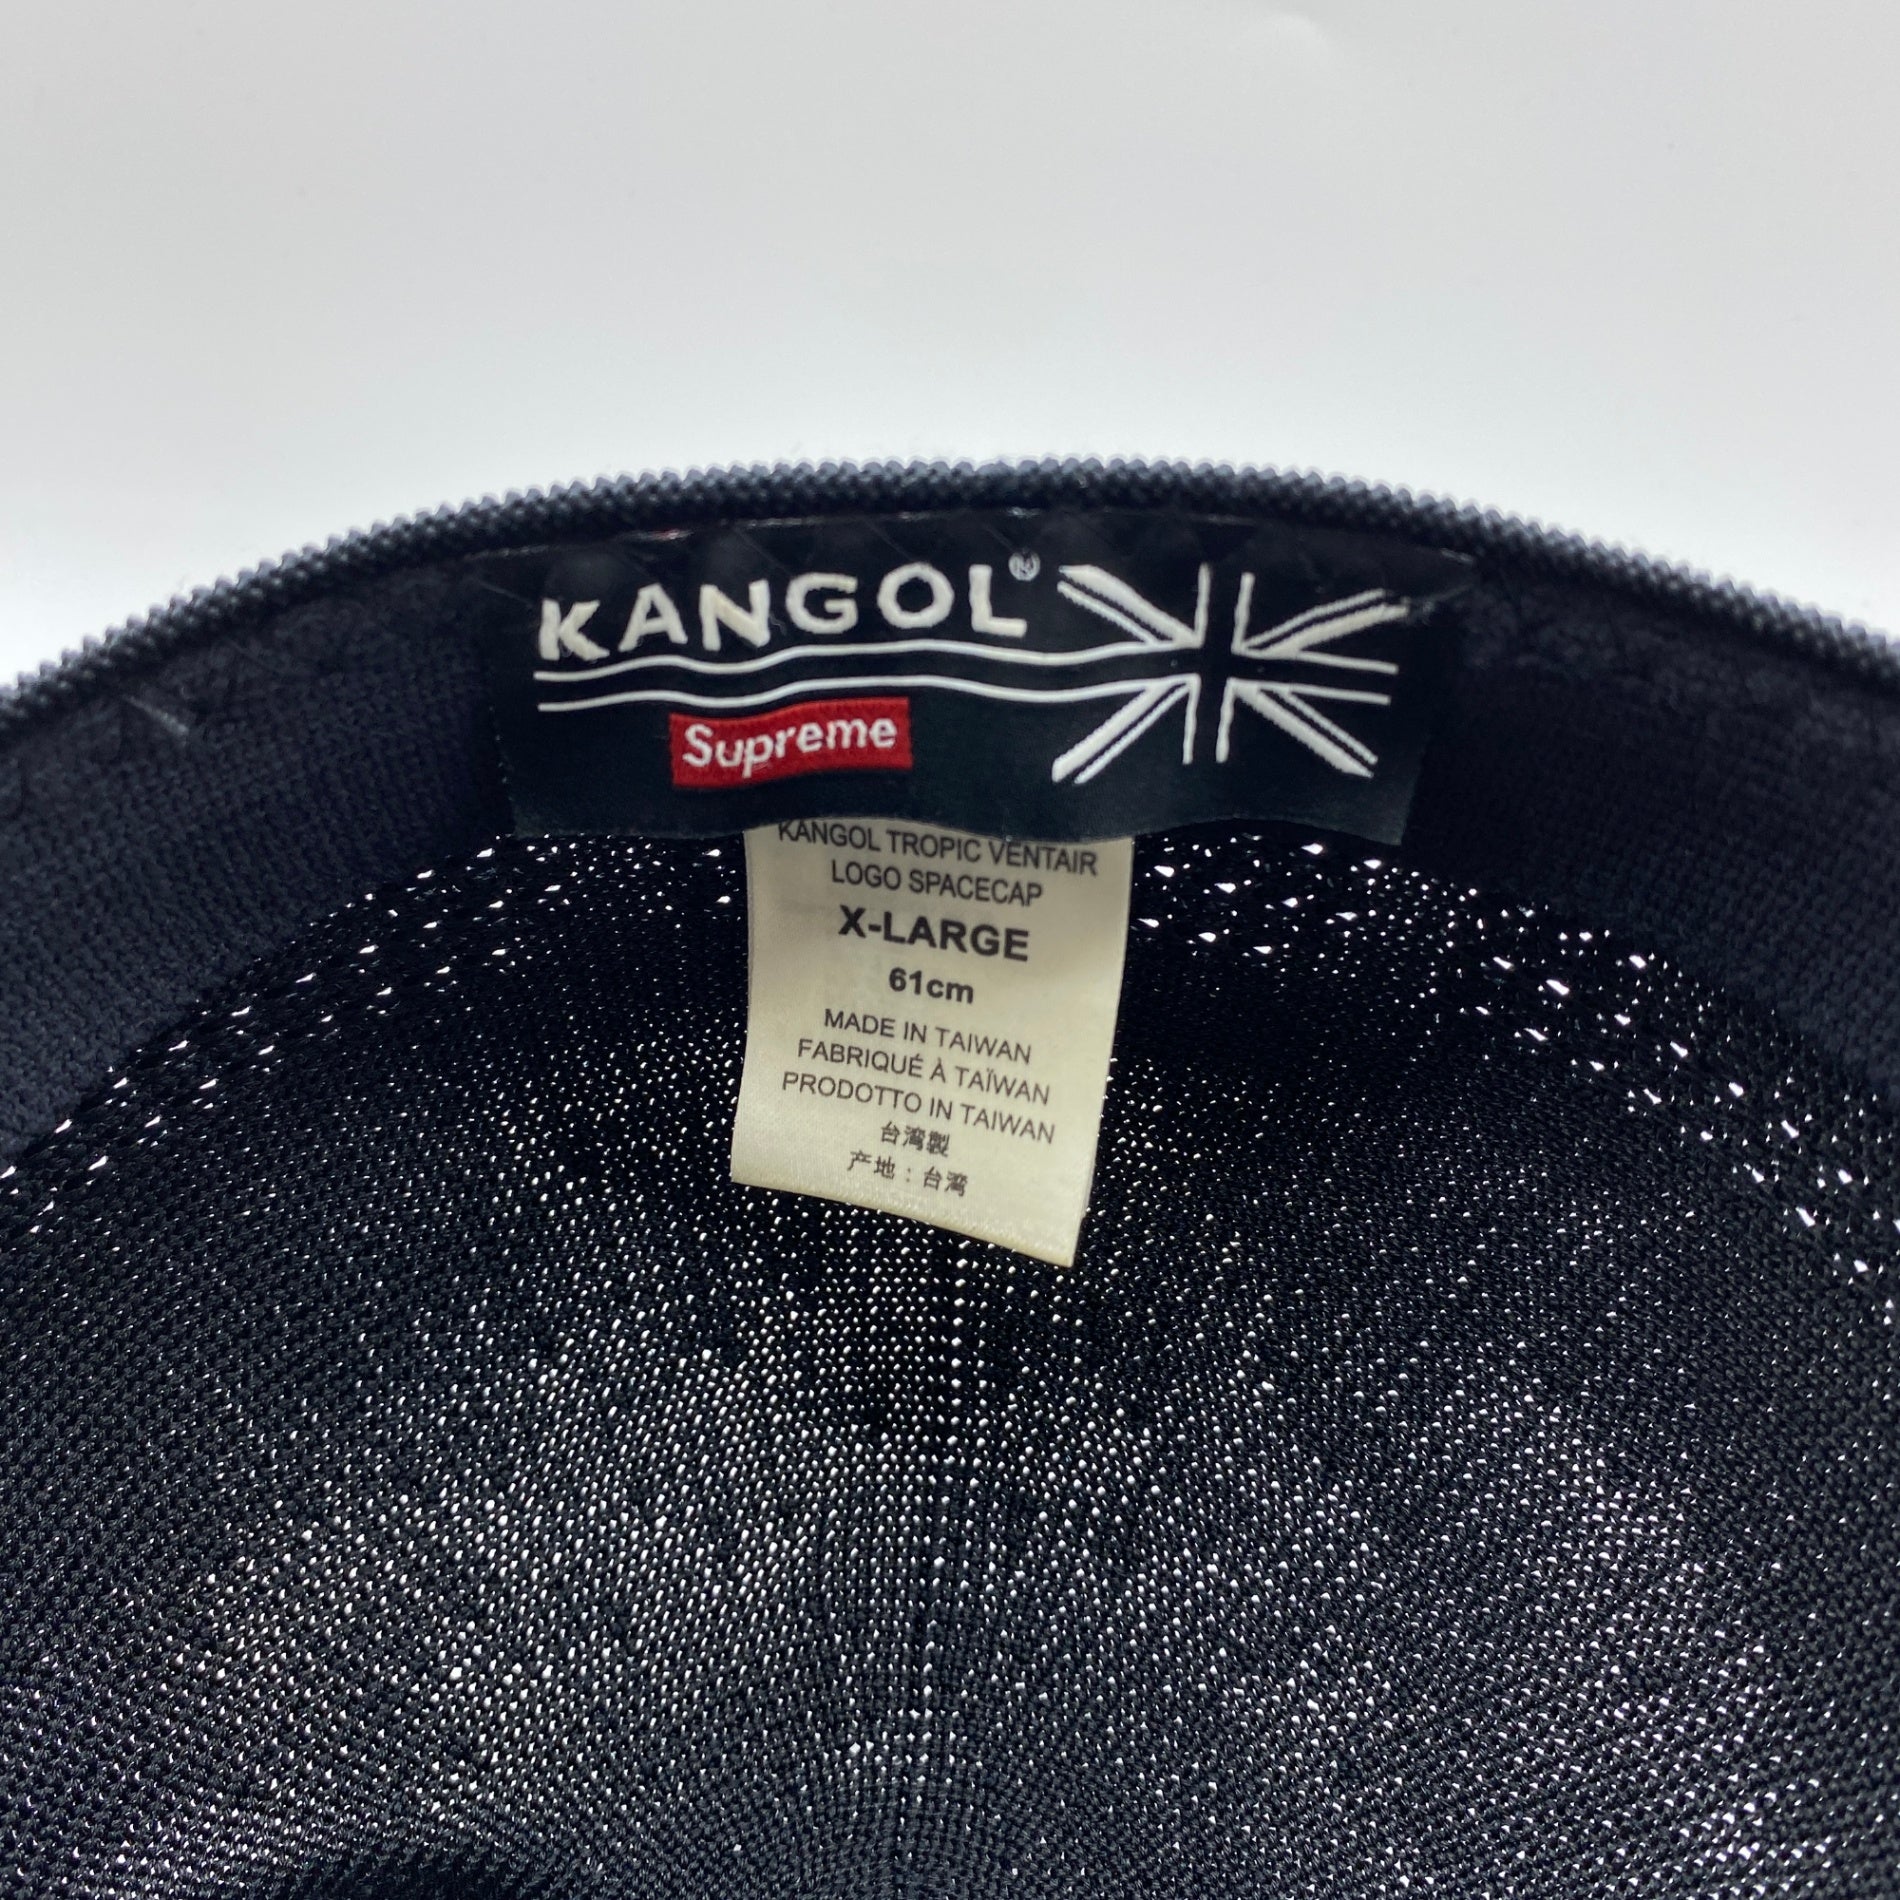 KANGOL®
Supreme
KANGOL TROPIC VENTAIR
LOGO SPACECAP
X-LARGE
61cm
MADE IN TAIWAN
FABRIQUÉ À TAÏWAN
PRODOTTO IN TAIWAN
台湾製
产地：台湾